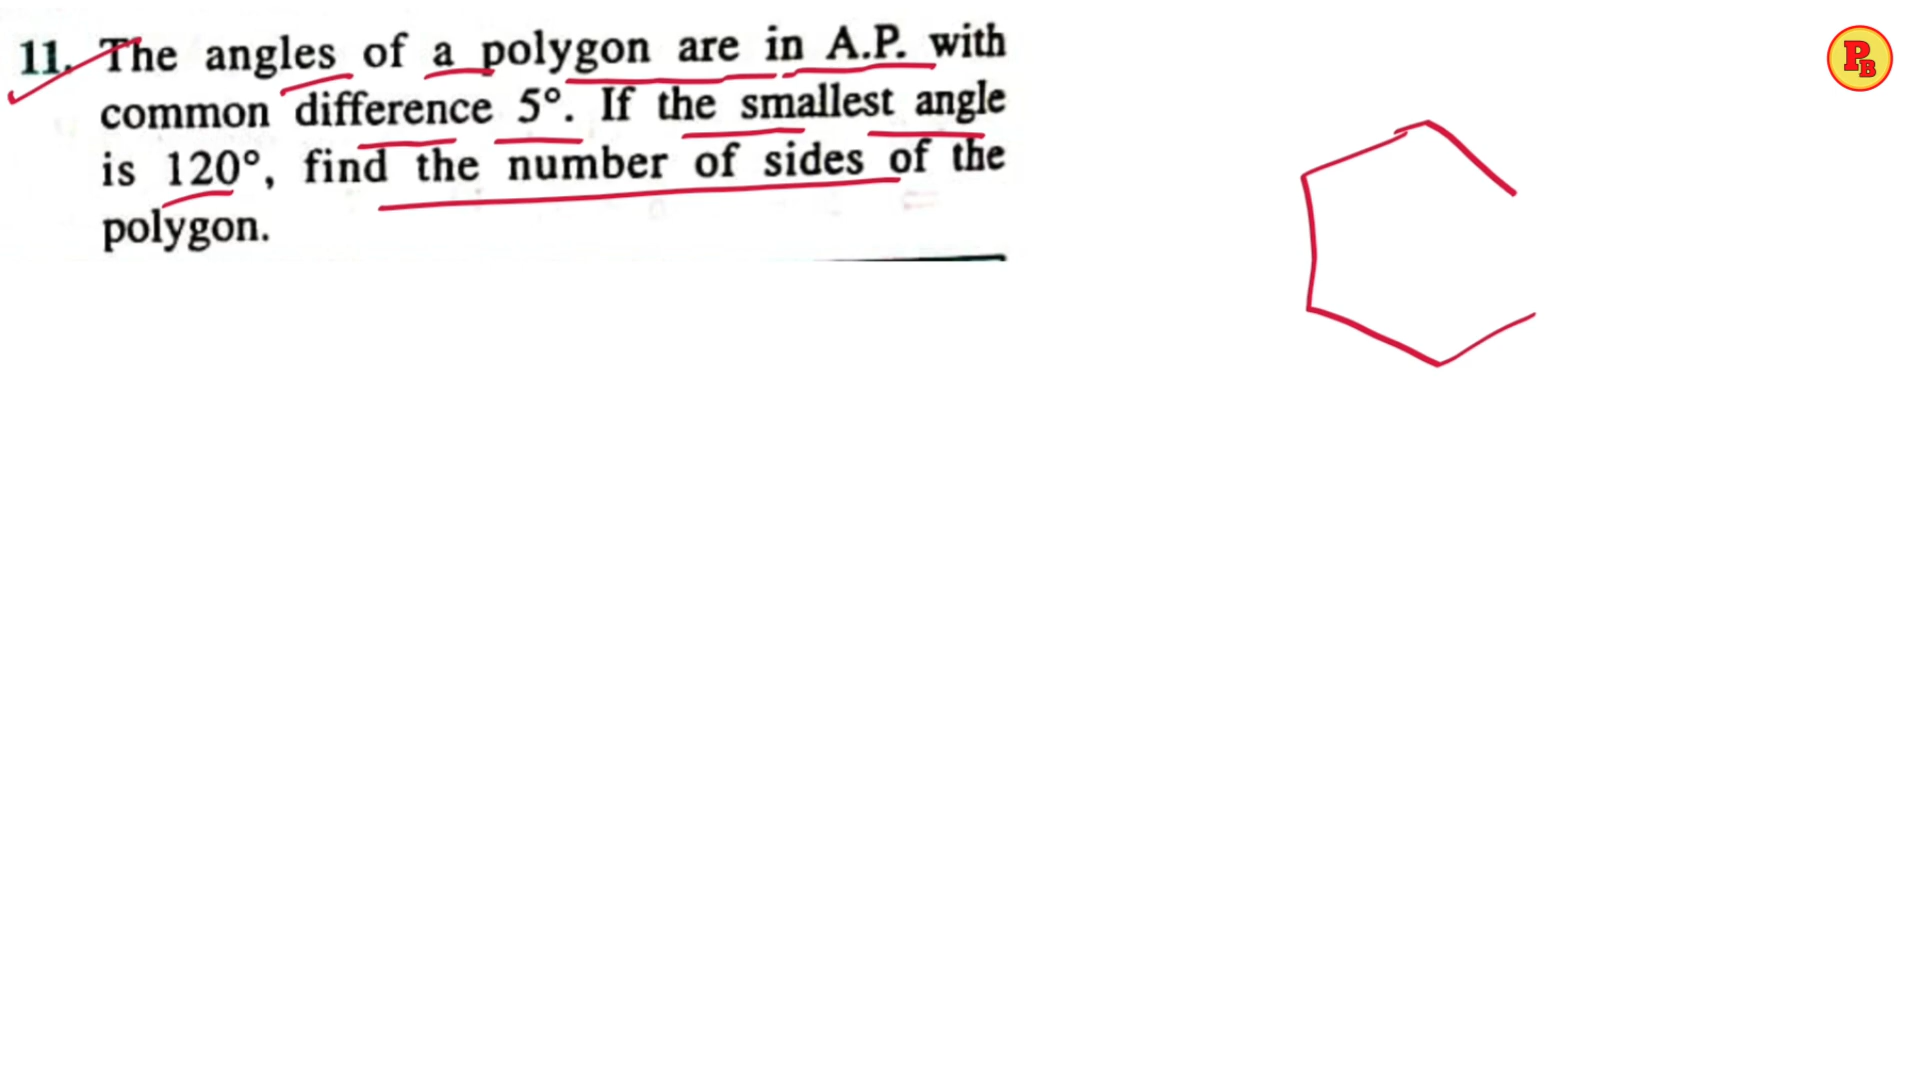 11. The angles of a polygon are in A.P. with
common difference 5°. If the smallest angle
is 120°, find the number of sides of the
polygon.
PB